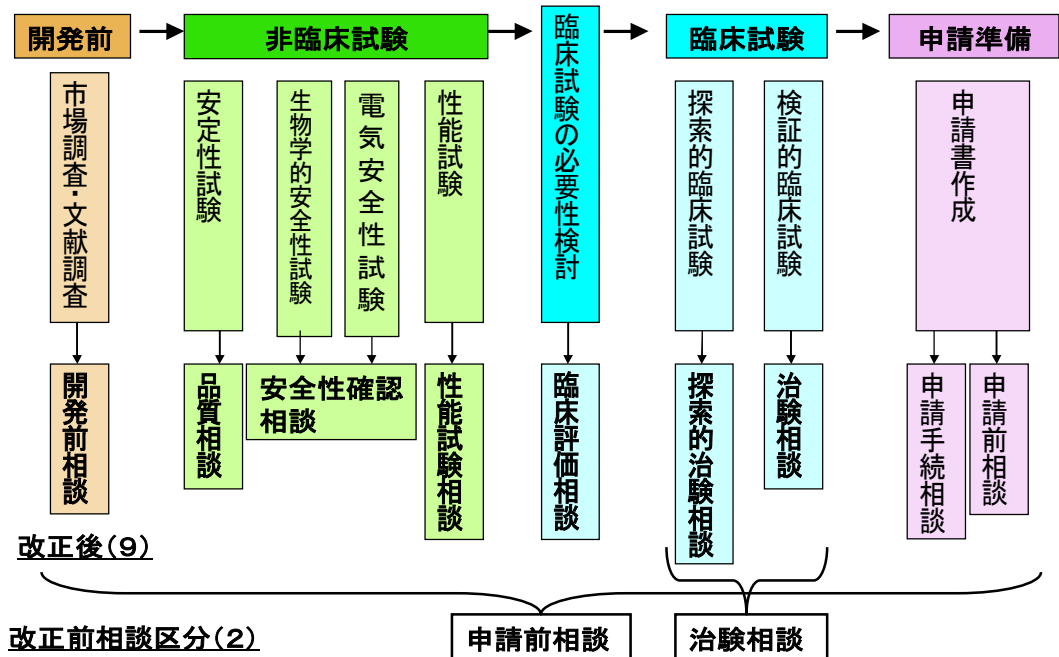 開発前
非臨床試験
臨床試験の必要性検討
臨床試験
申請準備
市場調査・文献調査
安定性試験
生物学的安全性試験
電気安全性試験
性能試験
探索的臨床試験
検証的臨床試験
申請書作成
開発前相談
品質相談
安全性確認
相談
性能試験相談
臨床評価相談
探索的治験相談
治験相談
申請手続相談
申請前相談
改正後(9)
改正前相談区分(2)
申請前相談
治験相談